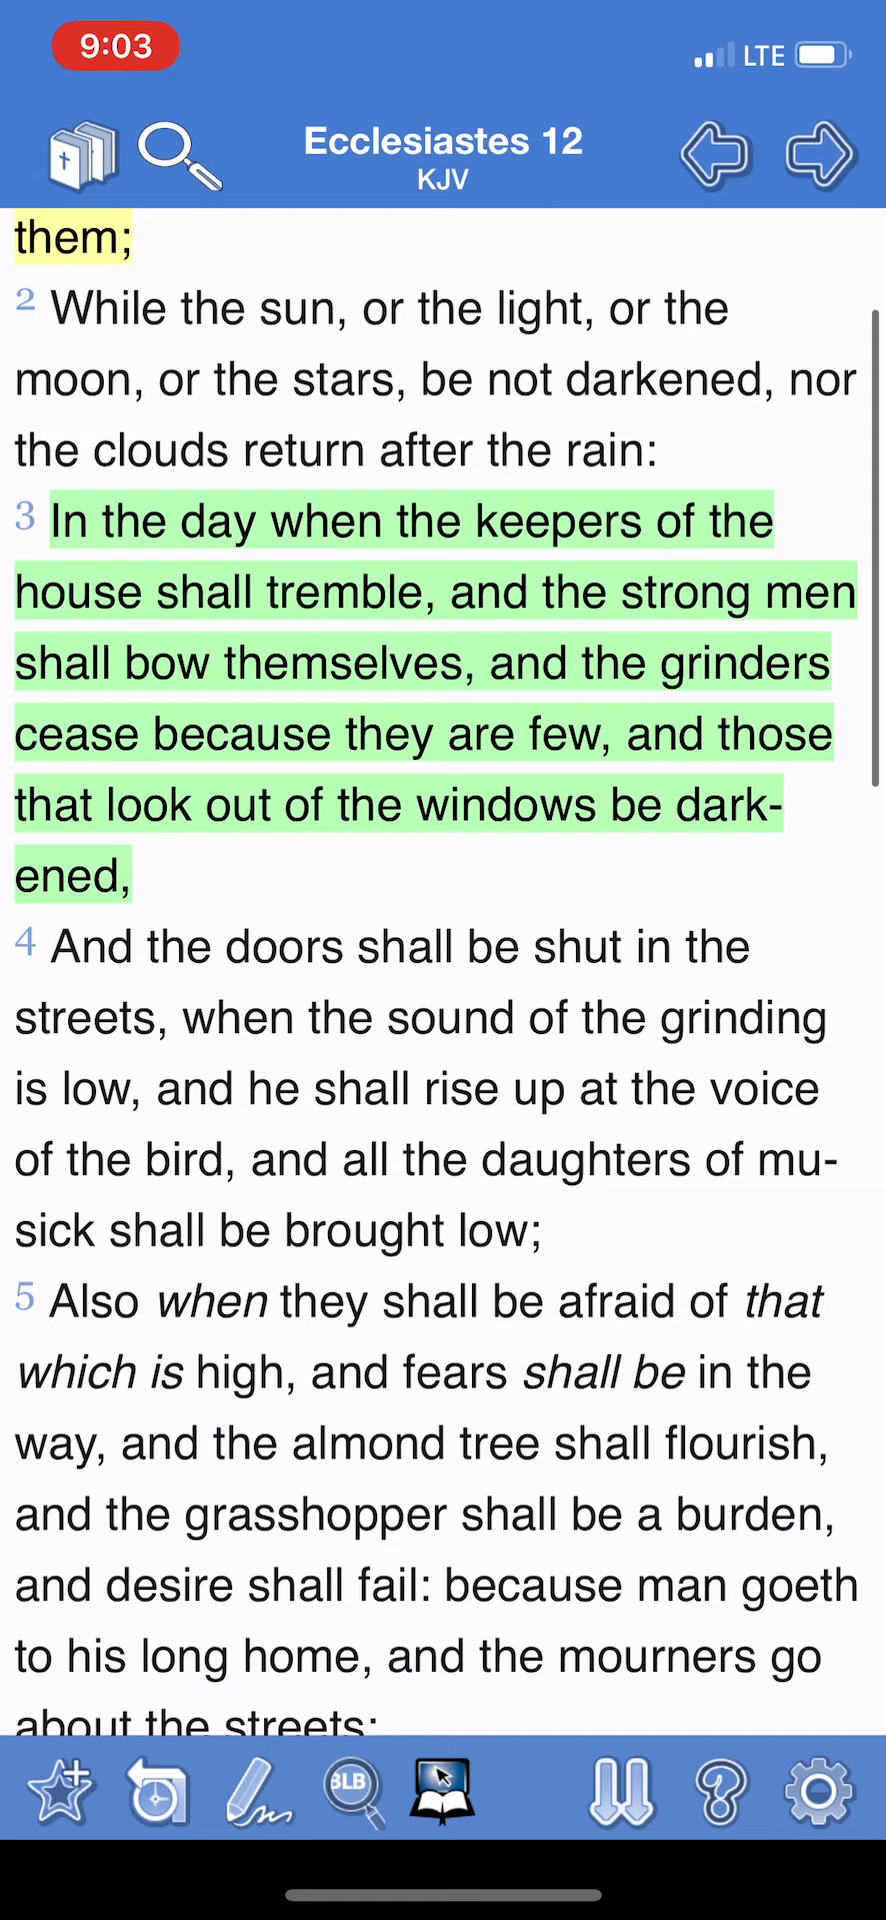 9:03
LTE
Ecclesiastes 12
KJV
them;
2 While the sun, or the light, or the
moon, or the stars, be not darkened, nor
the clouds return after the rain:
3 In the day when the keepers of the
house shall tremble, and the strong men
shall bow themselves, and the grinders
cease because they are few, and those
that look out of the windows be dark-
ened,
4 And the doors shall be shut in the
streets, when the sound of the grinding
is low, and he shall rise up at the voice
of the bird, and all the daughters of mu-
sick shall be brought low;
5 Also when they shall be afraid of that
which is high, and fears shall be in the
way, and the almond tree shall flourish,
and the grasshopper shall be a burden,
and desire shall fail: because man goeth
to his long home, and the mourners go
about the streets:
BLB